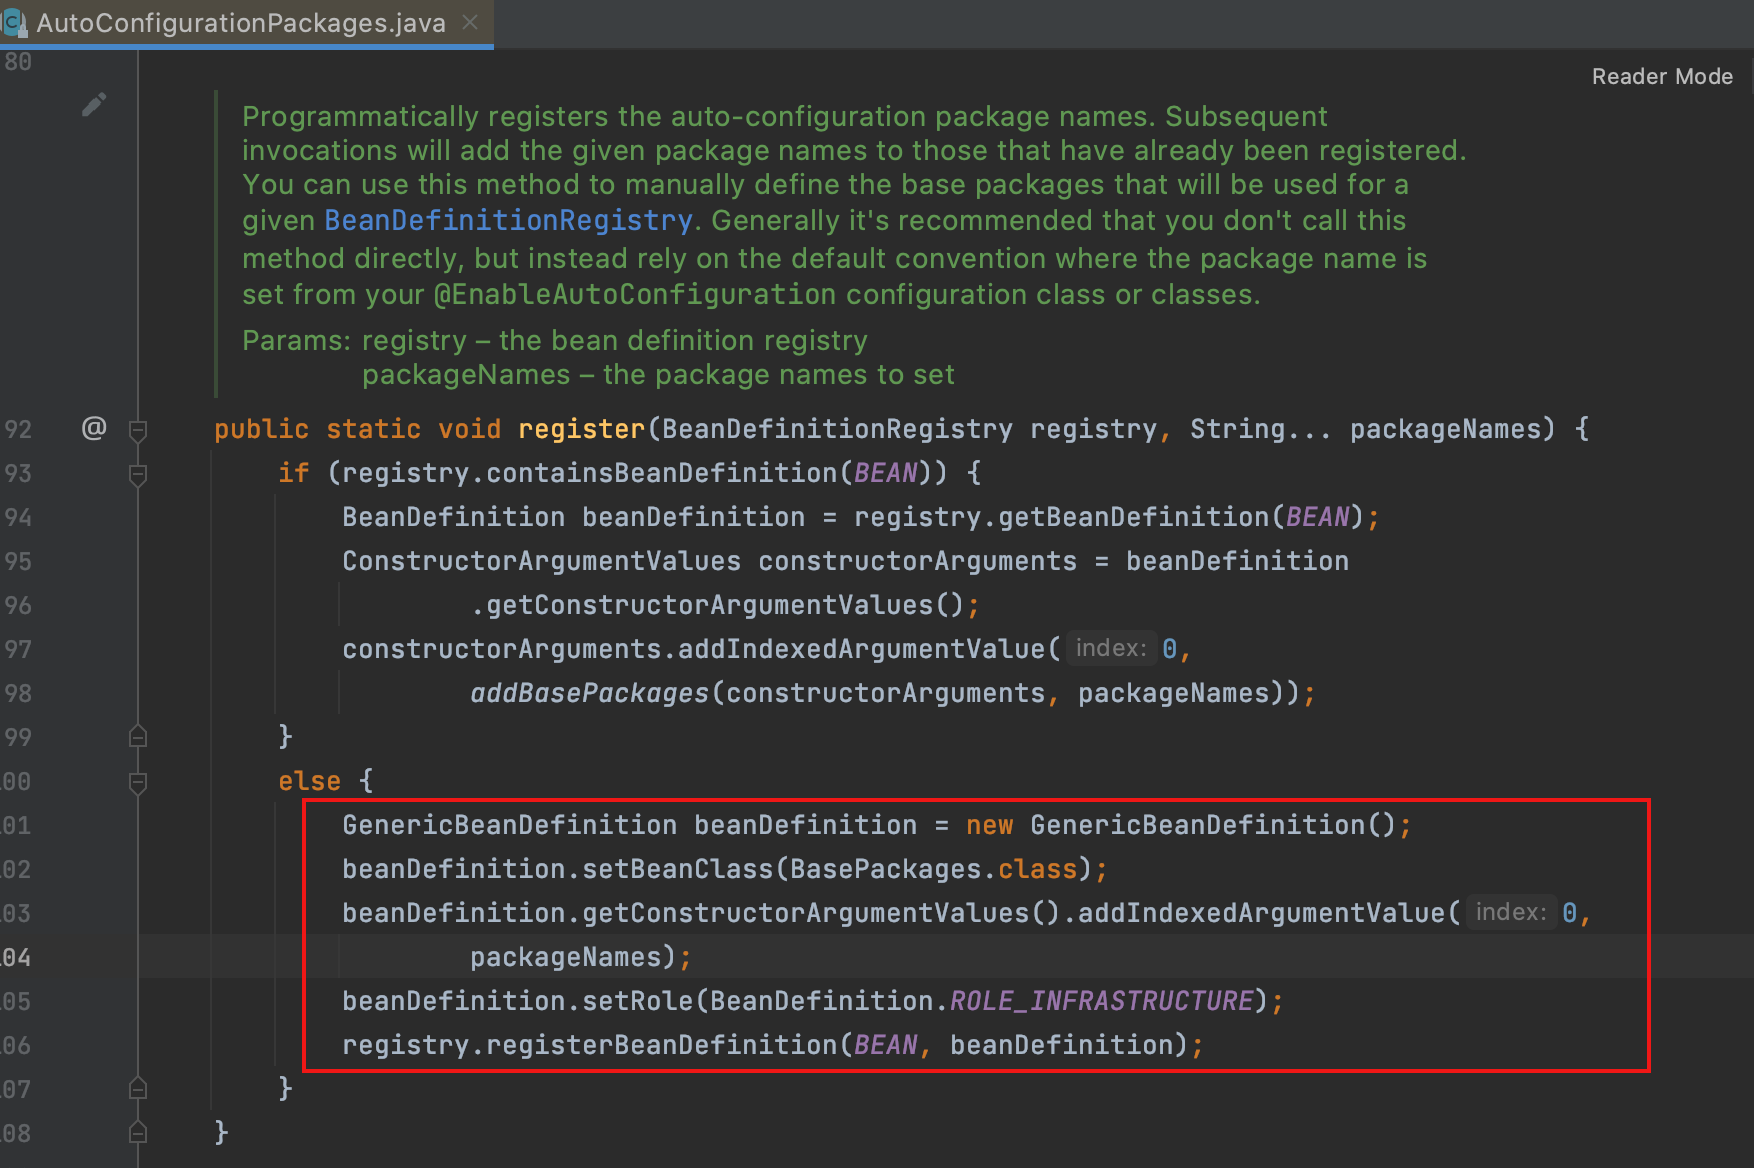 AutoConfigurationPackages.java
80
Reader Mode
Programmatically registers the auto-configuration package names. Subsequent
invocations will add the given package names to those that have already been registered.
You can use this method to manually define the base packages that will be used for a
given BeanDefinitionRegistry. Generally it's recommended that you don't call this
method directly, but instead rely on the default convention where the package name is
set from your @EnableAutoConfiguration configuration class or classes.
Params: registry – the bean definition registry
packageNames – the package names to set
92 @ public static void register(BeanDefinitionRegistry registry, String... packageNames) {
93 if (registry.containsBeanDefinition(BEAN)) {
94 BeanDefinition beanDefinition = registry.getBeanDefinition(BEAN);
95 ConstructorArgumentValues constructorArguments = beanDefinition
96 .getConstructorArgumentValues();
97 constructorArguments.addIndexedArgumentValue( index: 0,
98 addBasePackages(constructorArguments, packageNames));
99 }
00 else {
01 GenericBeanDefinition beanDefinition = new GenericBeanDefinition();
02 beanDefinition.setBeanClass(BasePackages.class);
03 beanDefinition.getConstructorArgumentValues().addIndexedArgumentValue( index: 0,
04 packageNames);
05 beanDefinition.setRole(BeanDefinition.ROLE_INFRASTRUCTURE);
06 registry.registerBeanDefinition(BEAN, beanDefinition);
07 }
08 }